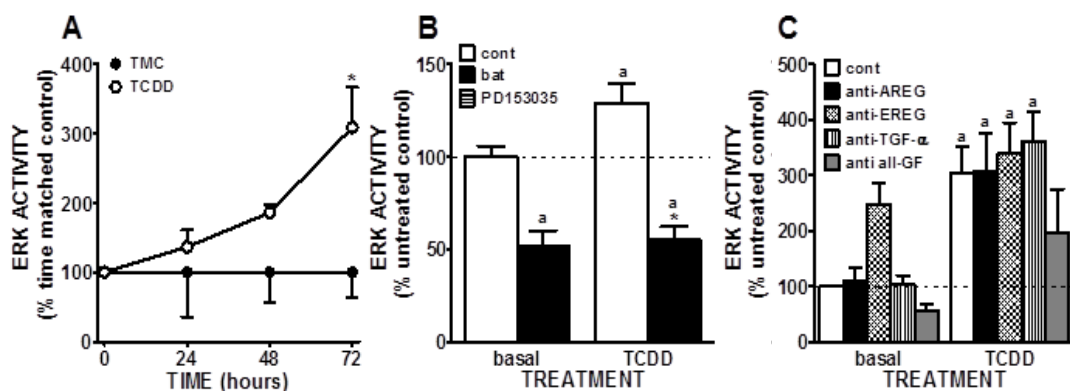 A
TMC
TCDD
ERK ACTIVITY
(% time matched control)
400
300
200
100
0
*
0 24 48 72
TIME (hours)
B
cont
bat
PD153035
ERK ACTIVITY
(% untreated control)
150
100
50
0
a
a
a
*
basal TCDD
TREATMENT
C
cont
anti-AREG
anti-EREG
anti-TGF-α
anti all-GF
ERK ACTIVITY
(% untreated control)
500
400
300
200
100
0
a a a a
basal TCDD
TREATMENT